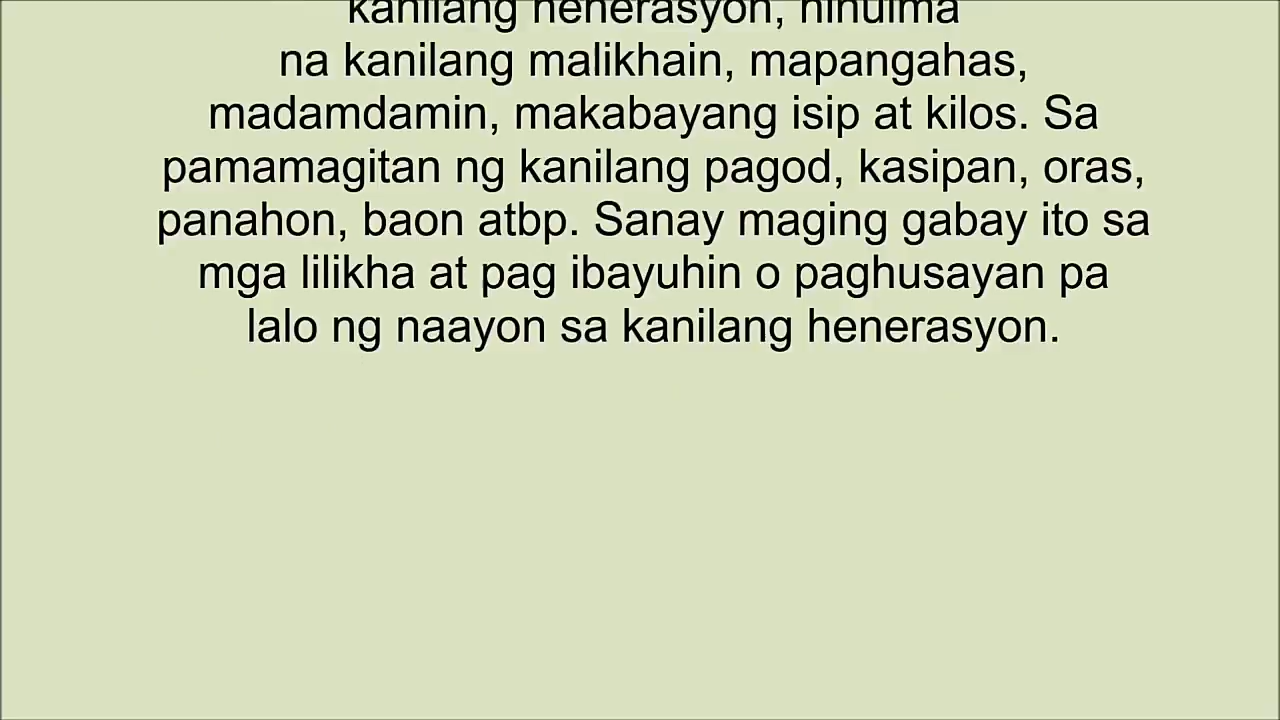 kanilang henerasyon, hinulma
na kanilang malikhain, mapangahas,
madamdamin, makabayang isip at kilos. Sa
pamamagitan ng kanilang pagod, kasipan, oras,
panahon, baon atbp. Sanay maging gabay ito sa
mga lilikha at pag ibayuhin o paghusayan pa
lalo ng naayon sa kanilang henerasyon.